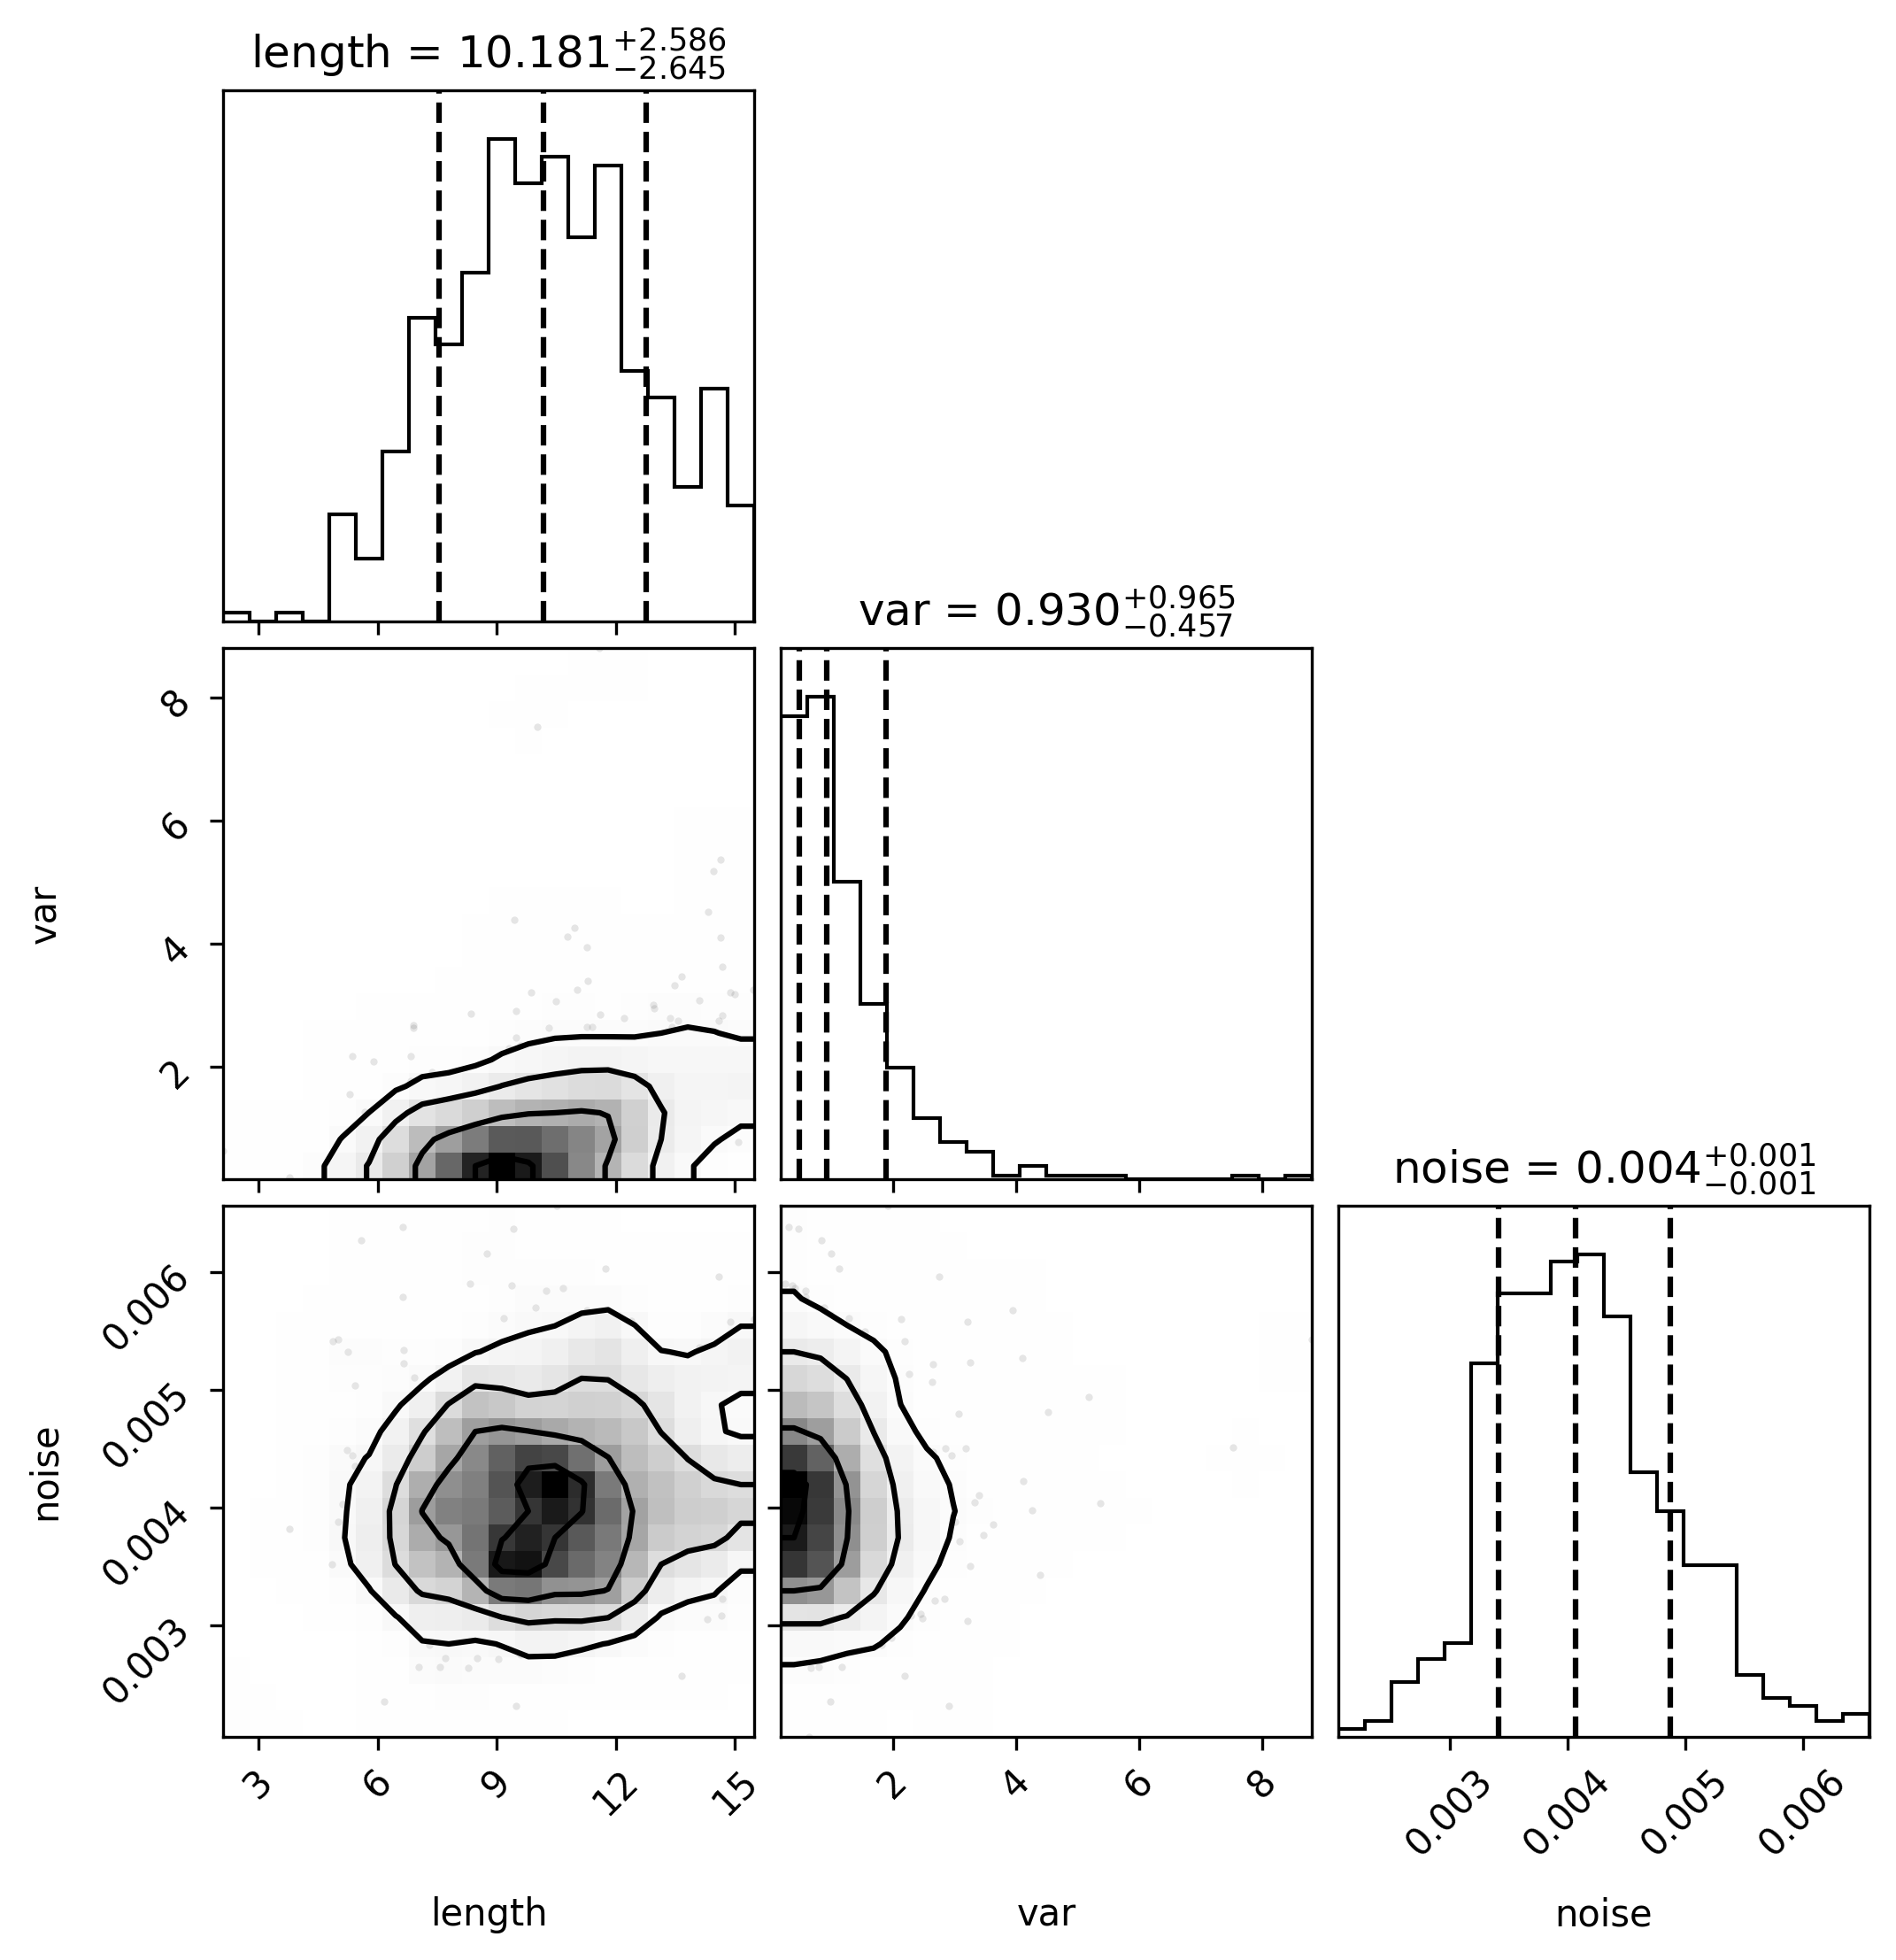 length = 10.181+2.586 −2.645
var = 0.930+0.965 −0.457
8
6
4
2
var
noise = 0.004+0.001 −0.001
0.006
0.005
0.004
0.003
noise
3 6 9 12 15 2 4 6 8 0.003 0.004 0.005 0.006
length var noise